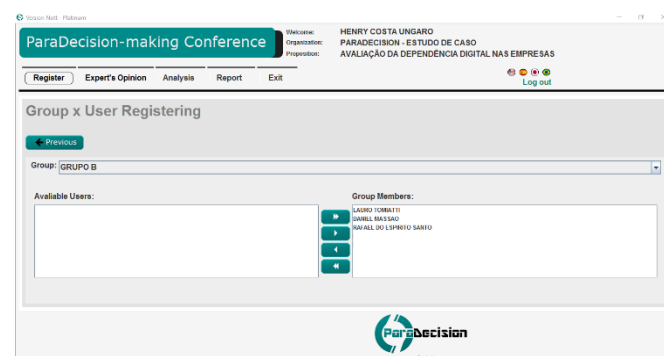 Version Nott - Platinam
ParaDecision-making Conference
Welcome: HENRY COSTA UNGARO
Organization: PARADECISION - ESTUDO DE CASO
Proposition: AVALIAÇÃO DA DEPENDÊNCIA DIGITAL NAS EMPRESAS
Register Expert's Opinion Analysis Report Exit
Log out
Group x User Registering
Previous
Group: GRUPO B
Avaliable Users: Group Members:
LAURO TOMIATTI
DANIEL MASSAO
RAFAEL DO ESPIRITO SANTO
ParaDecision